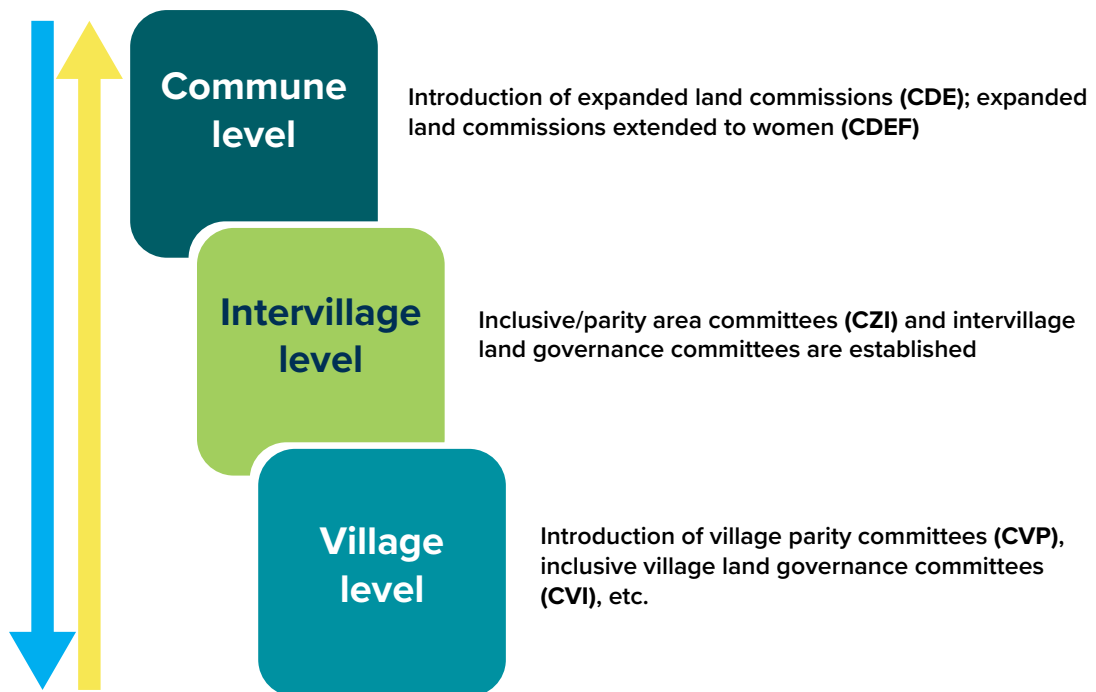 Commune
level
Introduction of expanded land commissions (CDE); expanded
land commissions extended to women (CDEF)
Intervillage
level
Inclusive/parity area committees (CZI) and intervillage
land governance committees are established
Village
level
Introduction of village parity committees (CVP),
inclusive village land governance committees
(CVI), etc.